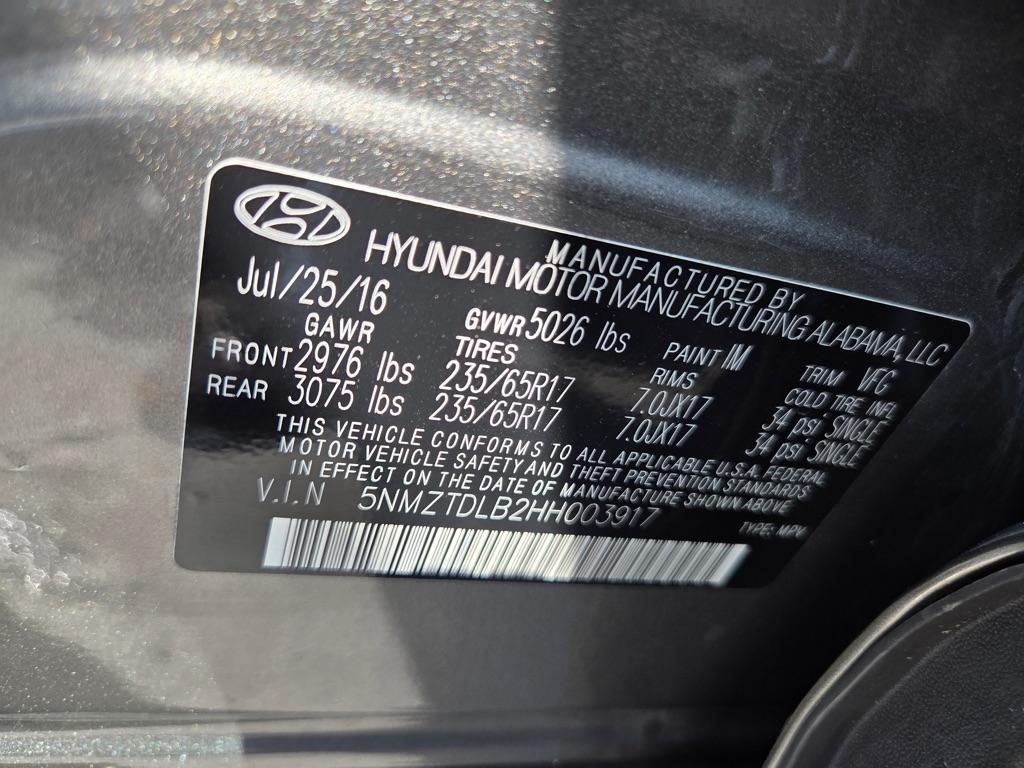 MANUFACTURED BY
HYUNDAI MOTOR MANUFACTURING ALABAMA, LLC
Jul/25/16
GVWR 5026 lbs
PAINT IM
TRIM VFG
GAWR
TIRES
RIMS
COLD TIRE INFL
FRONT 2976 lbs 235/65R17 7.0JX17 34 psi SINGLE
REAR 3075 lbs 235/65R17 7.0JX17 34 psi SINGLE
THIS VEHICLE CONFORMS TO ALL APPLICABLE U.S.A. FEDERAL
MOTOR VEHICLE SAFETY AND THEFT PREVENTION STANDARDS
IN EFFECT ON THE DATE OF MANUFACTURE SHOWN ABOVE
V.I.N 5NMZTDLB2HH003917
TYPE: MPV